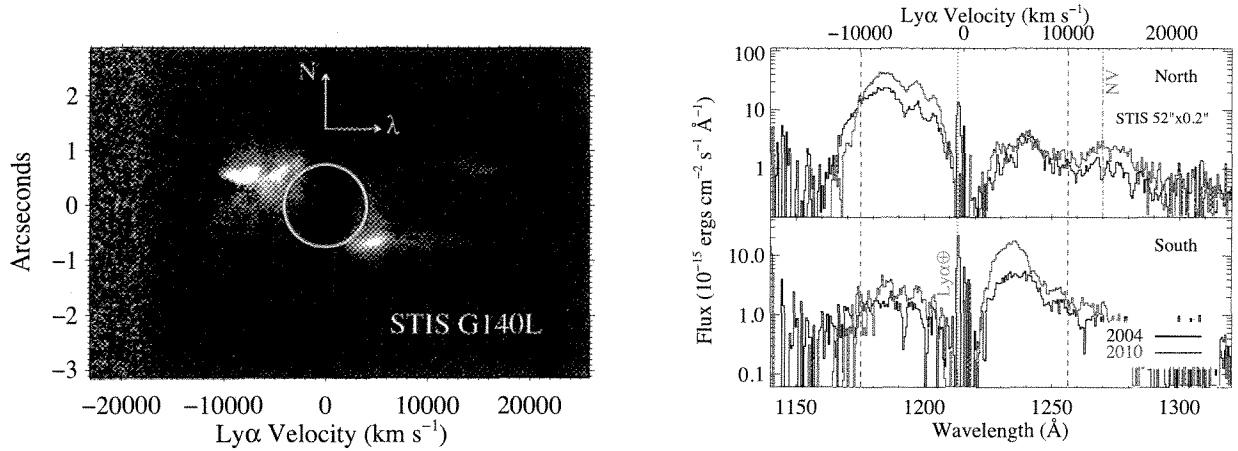 N
λ
STIS G140L
Arcseconds
2
1
0
−1
−2
−3
−20000 −10000 0 10000 20000
Lyα Velocity (km s⁻¹)
Lyα Velocity (km s⁻¹)
−10000 0 10000 20000
100
10
1
North
STIS 52"x0.2"
NV
Flux (10⁻¹⁵ ergs cm⁻² s⁻¹ Å⁻¹)
10.0
1.0
0.1
South
Lyα⊕
2004
2010
1150 1200 1250 1300
Wavelength (Å)